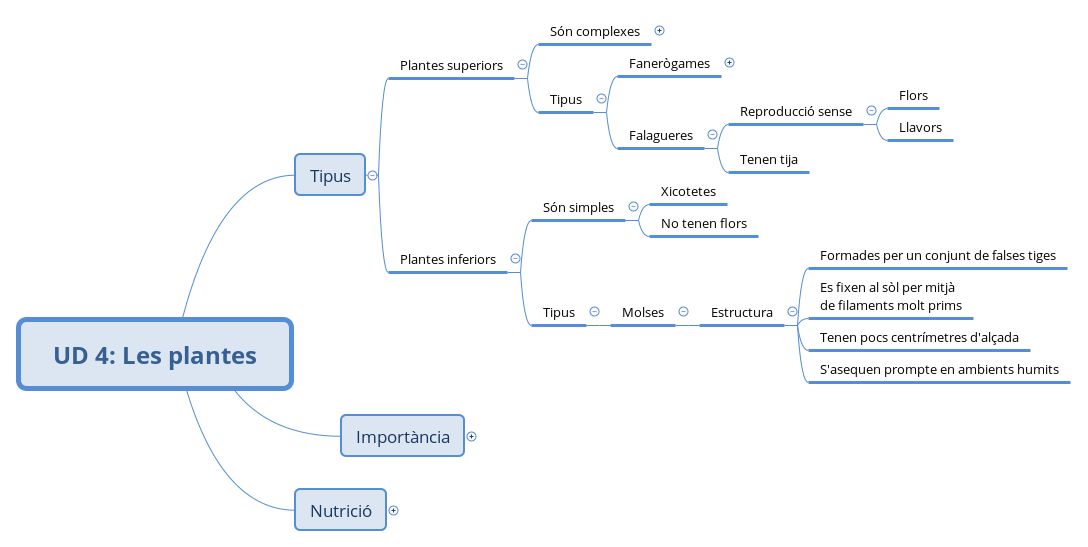 UD 4: Les plantes
Tipus
Plantes superiors
Són complexes
Tipus
Fanerògames
Falagueres
Reproducció sense
Flors
Llavors
Tenen tija
Plantes inferiors
Són simples
Xicotetes
No tenen flors
Tipus
Molses
Estructura
Formades per un conjunt de falses tiges
Es fixen al sòl per mitjà
de filaments molt prims
Tenen pocs centrímetres d'alçada
S'asequen prompte en ambients humits
Importància
Nutrició